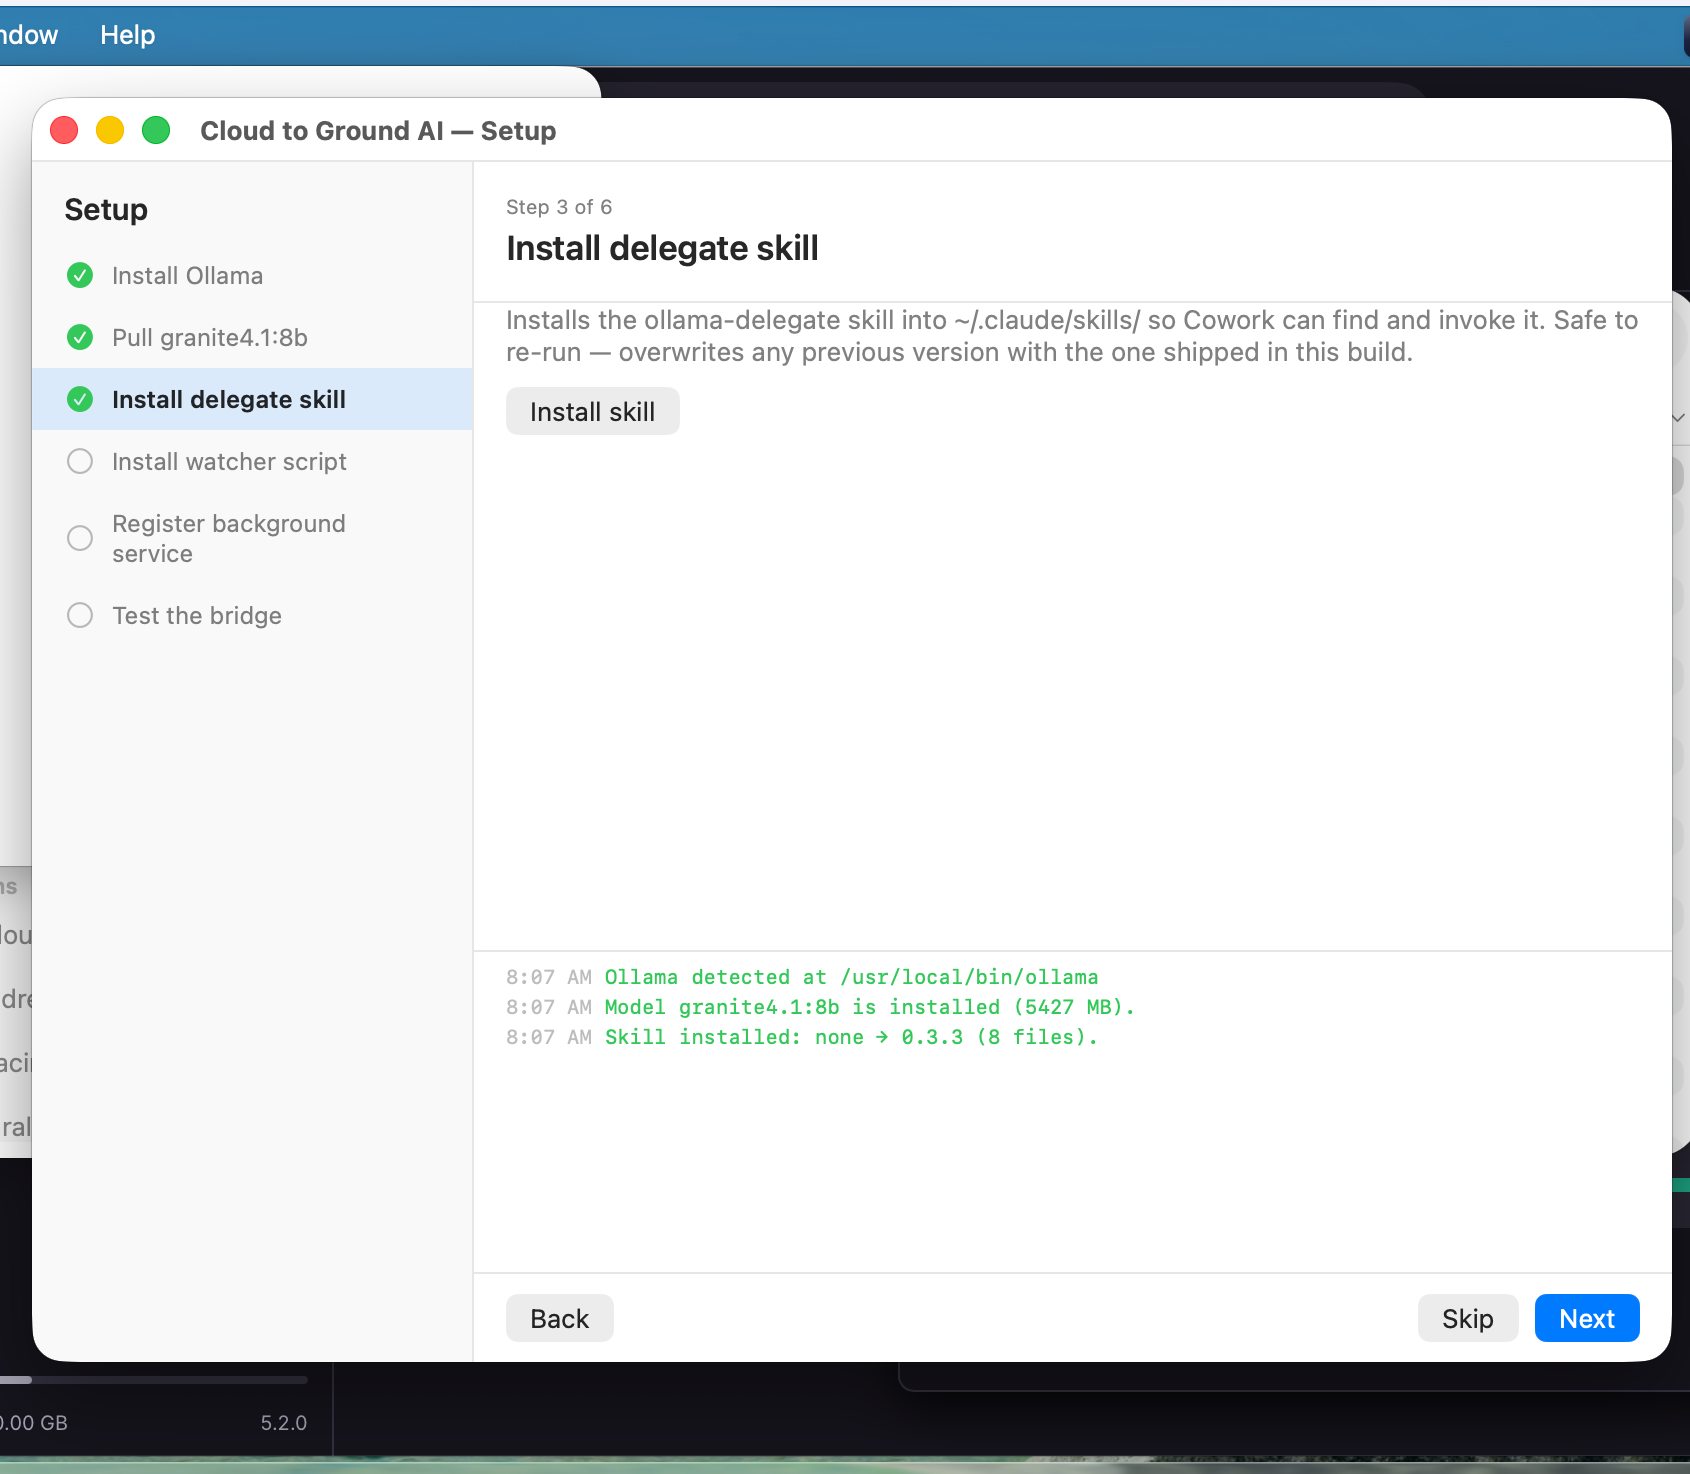 Help
Cloud to Ground AI — Setup
Setup
Install Ollama
Pull granite4.1:8b
Install delegate skill
Install watcher script
Register background
service
Test the bridge
Step 3 of 6
Install delegate skill
Installs the ollama-delegate skill into ~/.claude/skills/ so Cowork can find and invoke it. Safe to
re-run — overwrites any previous version with the one shipped in this build.
Install skill
8:07 AM Ollama detected at /usr/local/bin/ollama
8:07 AM Model granite4.1:8b is installed (5427 MB).
8:07 AM Skill installed: none → 0.3.3 (8 files).
Back
Skip
Next
.00 GB
5.2.0